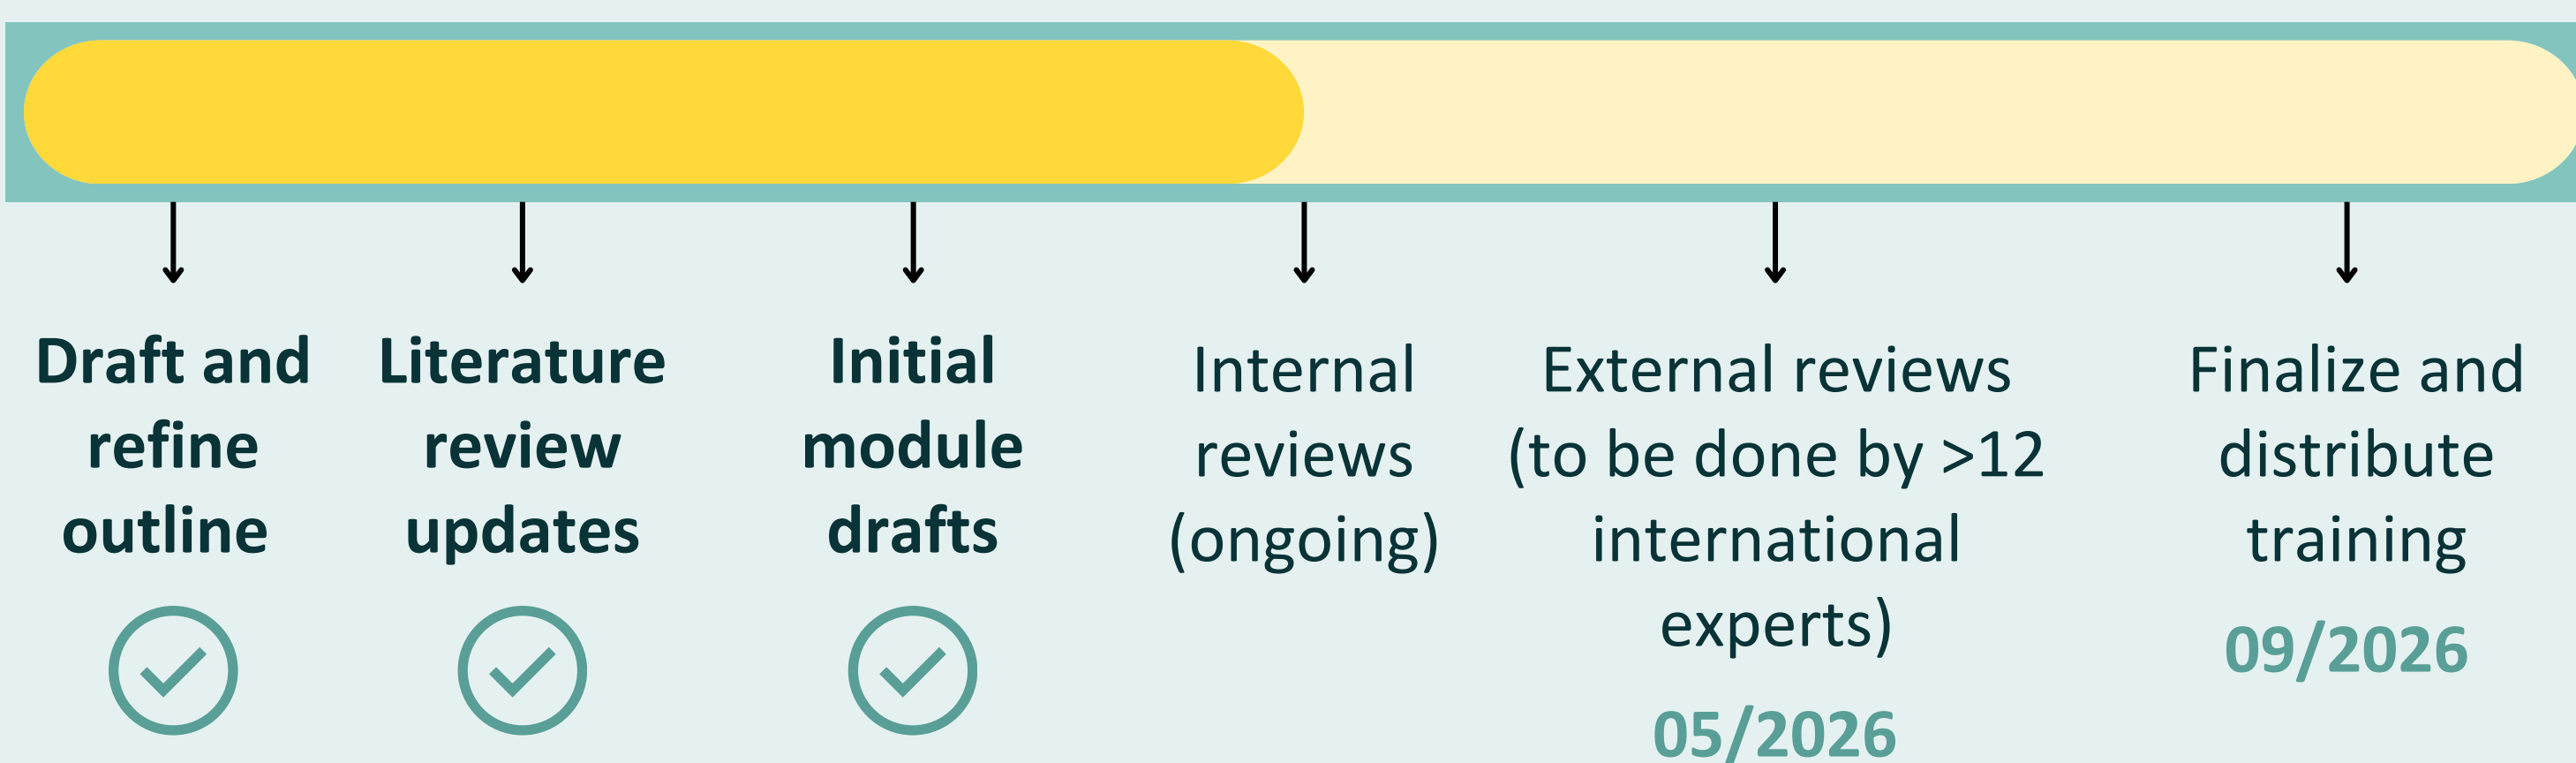 Draft and
refine
outline
Literature
review
updates
Initial
module
drafts
Internal
reviews
(ongoing)
External reviews
(to be done by >12
international
experts)
05/2026
Finalize and
distribute
training
09/2026